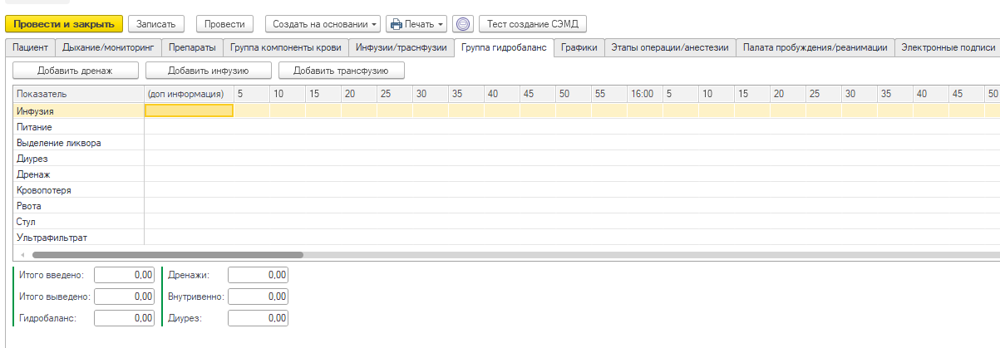 Провести и закрыть Записать Провести Создать на основании Печать Тест создание СЭМД
Пациент Дыхание/мониторинг Препараты Группа компоненты крови Инфузии/траснфузии Группа гидробаланс Графики Этапы операции/анестезии Палата пробуждения/реанимации Электронные подписи
Добавить дренаж Добавить инфузию Добавить трансфузию
Показатель (доп информация) 5 10 15 20 25 30 35 40 45 50 55 16:00 5 10 15 20 25 30 35 40 45 50
Инфузия
Питание
Выделение ликвора
Диурез
Дренаж
Кровопотеря
Рвота
Стул
Ультрафильтрат
Итого введено: 0,00 Дренажи: 0,00
Итого выведено: 0,00 Внутривенно: 0,00
Гидробаланс: 0,00 Диурез: 0,00